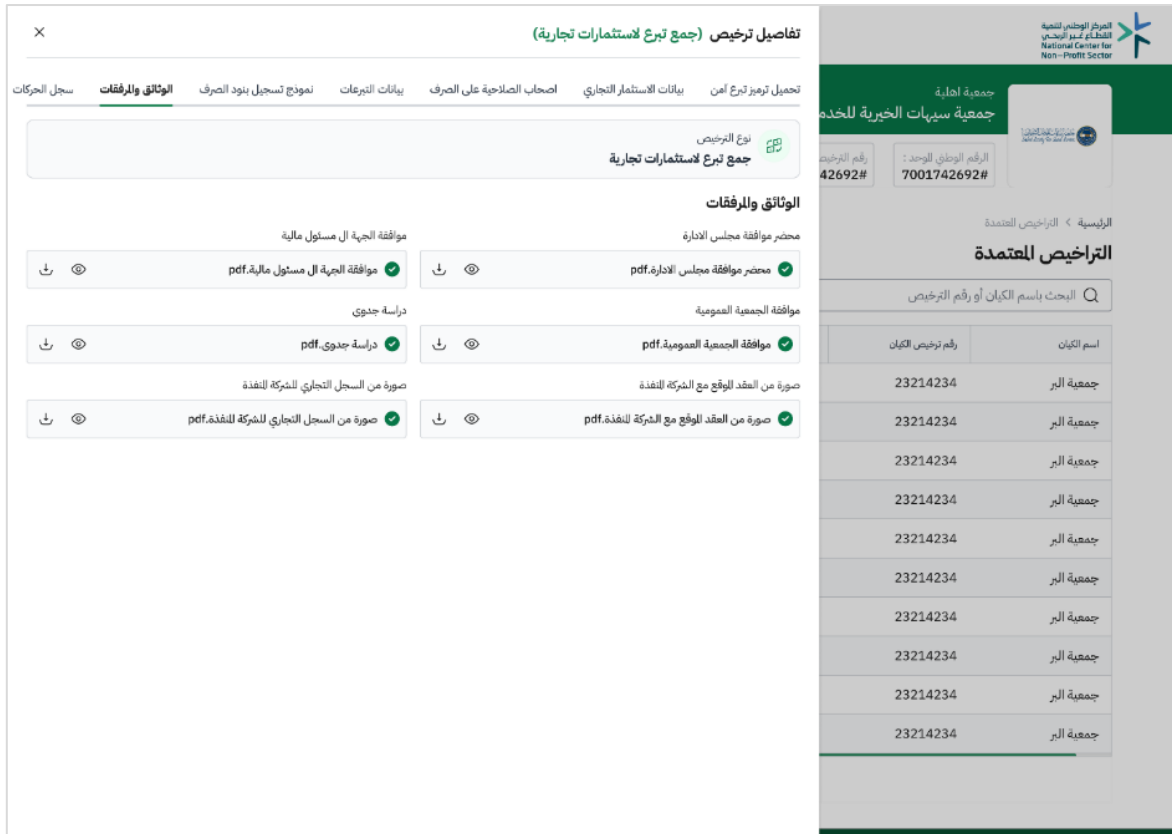 المركز الوطني لتنمية
القطاع غير الربحي
National Center for
Non-Profit Sector
جمعية اهلية
جمعية سيهات الخيرية للخدم
الرقم الوطني الموحد :
7001742692#
رقم الترخيص
42692#
الرئيسية > التراخيص المعتمدة
التراخيص المعتمدة
البحث باسم الكيان أو رقم الترخيص
اسم الكيان رقم ترخيص الكيان
جمعية البر 23214234
جمعية البر 23214234
جمعية البر 23214234
جمعية البر 23214234
جمعية البر 23214234
جمعية البر 23214234
جمعية البر 23214234
جمعية البر 23214234
جمعية البر 23214234
جمعية البر 23214234
تفاصيل ترخيص (جمع تبرع لاستثمارات تجارية)
تحميل ترميز تبرع آمن بيانات الاستثمار التجاري اصحاب الصلاحية على الصرف بيانات التبرعات نموذج تسجيل بنود الصرف الوثائق والمرفقات سجل الحركات
نوع الترخيص
جمع تبرع لاستثمارات تجارية
الوثائق والمرفقات
محضر موافقة مجلس الادارة
محضر موافقة مجلس الادارة.pdf
موافقة الجهة ال مسئول مالية
موافقة الجهة ال مسئول مالية.pdf
موافقة الجمعية العمومية
موافقة الجمعية العمومية.pdf
دراسة جدوى
دراسة جدوى.pdf
صورة من العقد الموقع مع الشركة المنفذة
صورة من العقد الموقع مع الشركة المنفذة.pdf
صورة من السجل التجاري للشركة المنفذة
صورة من السجل التجاري للشركة المنفذة.pdf